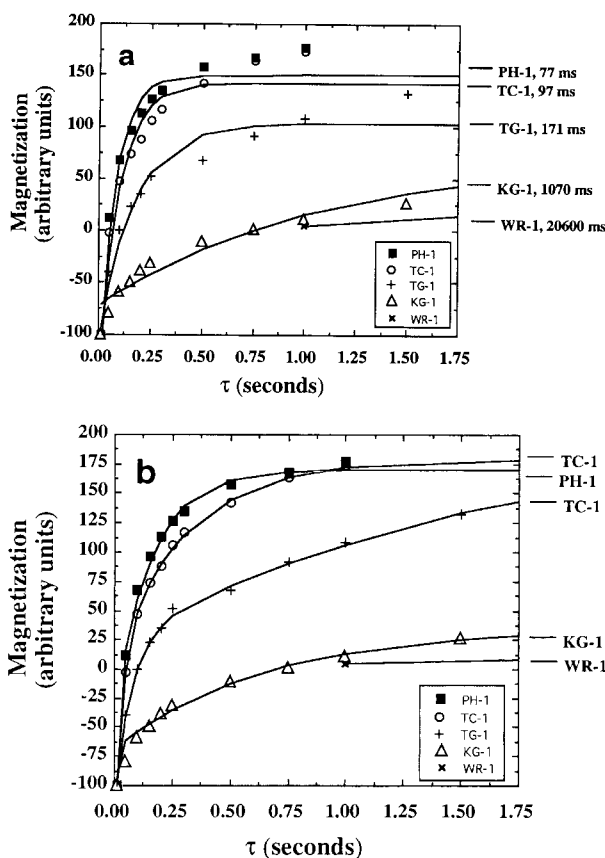 a
200
150
100
50
0
-50
-100
Magnetization
(arbitrary units)
PH-1, 77 ms
TC-1, 97 ms
TG-1, 171 ms
KG-1, 1070 ms
WR-1, 20600 ms
PH-1
TC-1
TG-1
KG-1
WR-1
0.00 0.25 0.50 0.75 1.00 1.25 1.50 1.75
τ (seconds)
b
200
175
150
125
100
75
50
25
0
-25
-50
-75
-100
Magnetization
(arbitrary units)
TC-1
PH-1
TC-1
KG-1
WR-1
PH-1
TC-1
TG-1
KG-1
WR-1
0.00 0.25 0.50 0.75 1.00 1.25 1.50 1.75
τ (seconds)